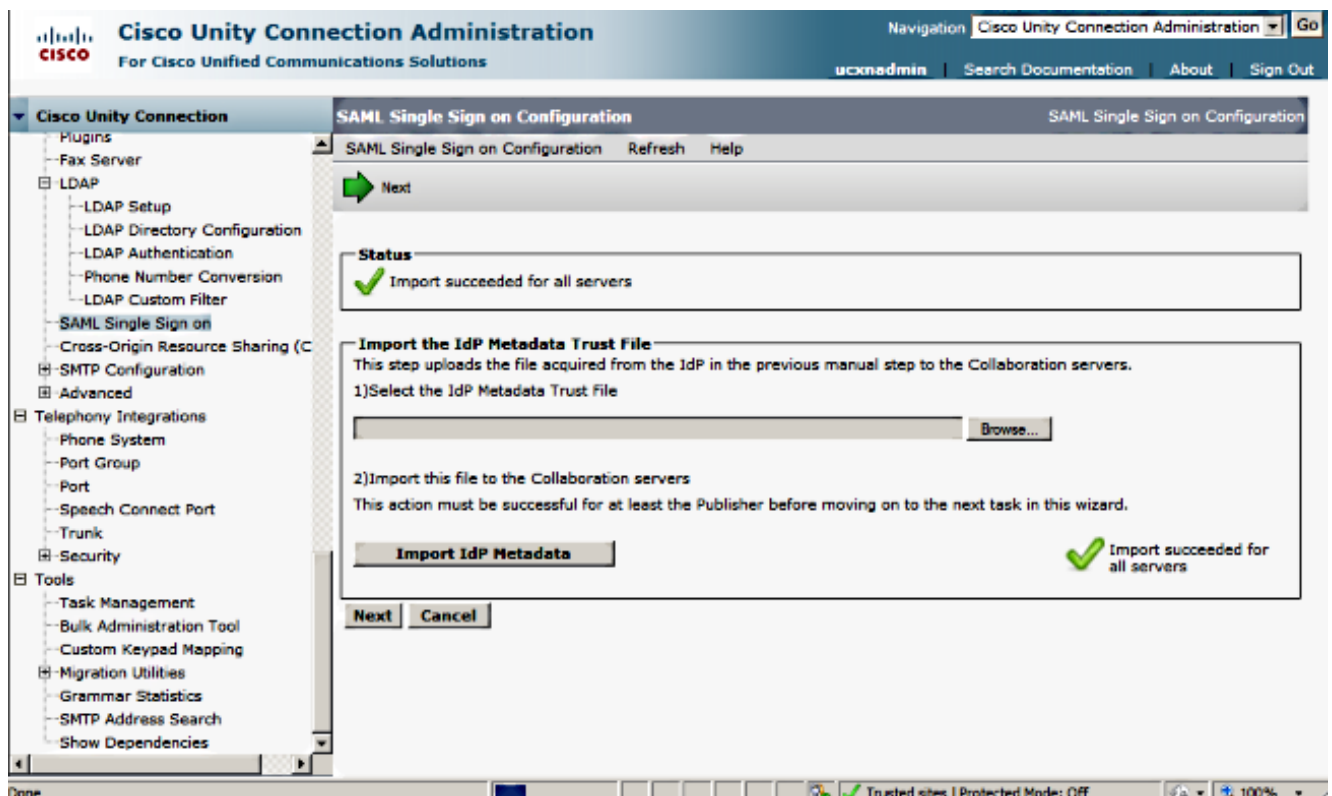 Cisco Unity Connection Administration
For Cisco Unified Communications Solutions
CISCO
Navigation Cisco Unity Connection Administration Go
ucxnadmin | Search Documentation | About | Sign Out
Cisco Unity Connection
Plugins
Fax Server
LDAP
LDAP Setup
LDAP Directory Configuration
LDAP Authentication
Phone Number Conversion
LDAP Custom Filter
SAML Single Sign on
Cross-Origin Resource Sharing (C
SMTP Configuration
Advanced
Telephony Integrations
Phone System
Port Group
Port
Speech Connect Port
Trunk
Security
Tools
Task Management
Bulk Administration Tool
Custom Keypad Mapping
Migration Utilities
Grammar Statistics
SMTP Address Search
Show Dependencies
SAML Single Sign on Configuration
SAML Single Sign on Configuration
SAML Single Sign on Configuration Refresh Help
Next
Status
Import succeeded for all servers
Import the IdP Metadata Trust File
This step uploads the file acquired from the IdP in the previous manual step to the Collaboration servers.
1)Select the IdP Metadata Trust File
Browse...
2)Import this file to the Collaboration servers
This action must be successful for at least the Publisher before moving on to the next task in this wizard.
Import IdP Metadata
Import succeeded for
all servers
Next Cancel
Done
Trusted sites | Protected Mode: Off
100%